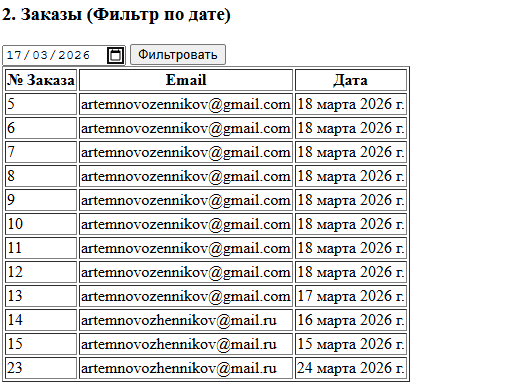 2. Заказы (Фильтр по дате)
17/03/2026 Фильтровать
№ Заказа Email Дата
5 artemnovozennikov@gmail.com 18 марта 2026 г.
6 artemnovozennikov@gmail.com 18 марта 2026 г.
7 artemnovozennikov@gmail.com 18 марта 2026 г.
8 artemnovozennikov@gmail.com 18 марта 2026 г.
9 artemnovozennikov@gmail.com 18 марта 2026 г.
10 artemnovozennikov@gmail.com 18 марта 2026 г.
11 artemnovozennikov@gmail.com 18 марта 2026 г.
12 artemnovozennikov@gmail.com 18 марта 2026 г.
13 artemnovozennikov@gmail.com 17 марта 2026 г.
14 artemnovozhennikov@mail.ru 16 марта 2026 г.
15 artemnovozhennikov@mail.ru 15 марта 2026 г.
23 artemnovozhennikov@mail.ru 24 марта 2026 г.